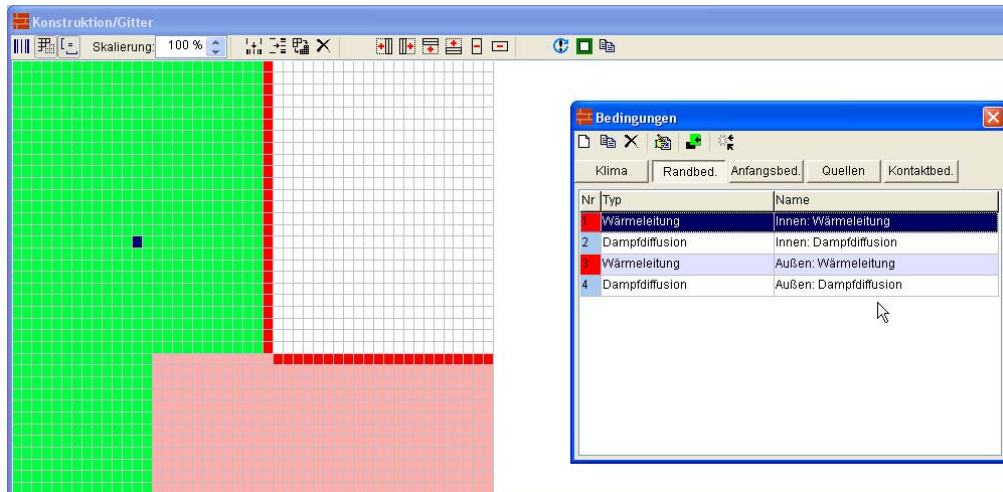 Konstruktion/Gitter
Skalierung: 100 %
Bedingungen
Klima Randbed. Anfangsbed. Quellen Kontaktbed.
Nr Typ Name
1 Wärmeleitung Innen: Wärmeleitung
2 Dampfdiffusion Innen: Dampfdiffusion
3 Wärmeleitung Außen: Wärmeleitung
4 Dampfdiffusion Außen: Dampfdiffusion